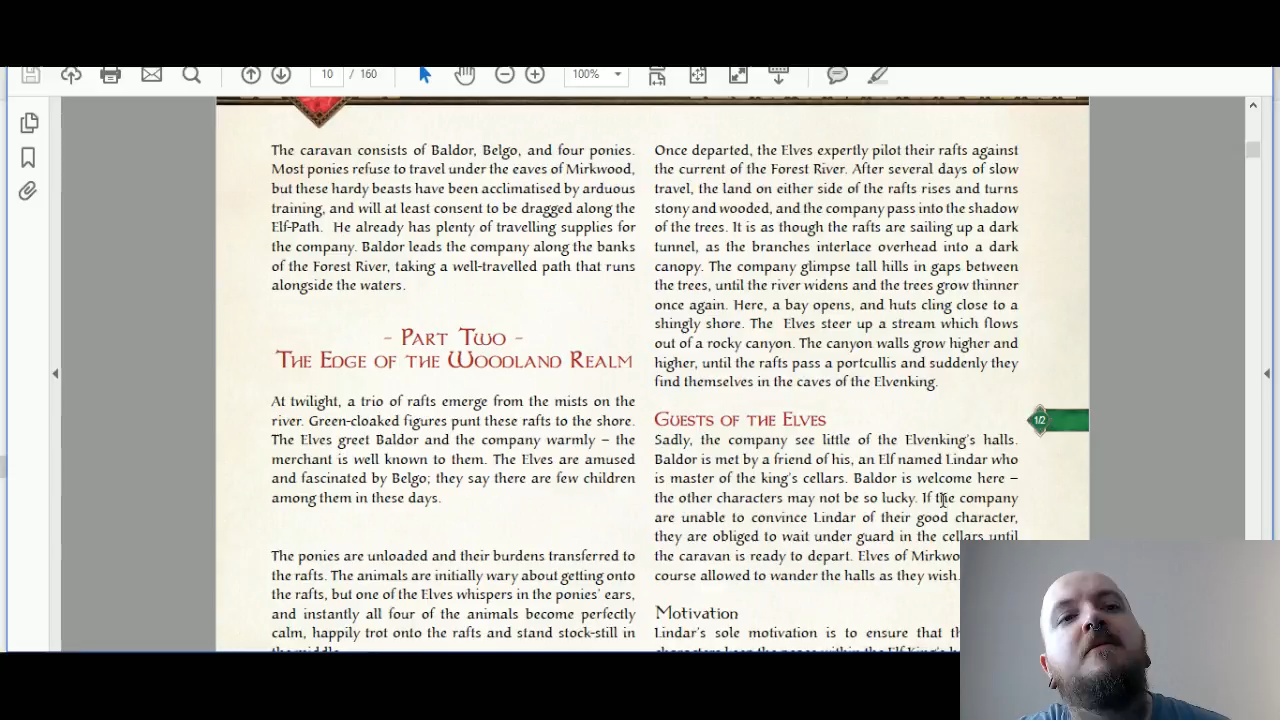 10 / 160
100%
The caravan consists of Baldor, Belgo, and four ponies.
Most ponies refuse to travel under the eaves of Mirkwood,
but these hardy beasts have been acclimatised by arduous
training, and will at least consent to be dragged along the
Elf-Path. He already has plenty of travelling supplies for
the company. Baldor leads the company along the banks
of the Forest River, taking a well-travelled path that runs
alongside the waters.
- Part Two -
The Edge of the Woodland Realm
At twilight, a trio of rafts emerge from the mists on the
river. Green-cloaked figures punt these rafts to the shore.
The Elves greet Baldor and the company warmly – the
merchant is well known to them. The Elves are amused
and fascinated by Belgo; they say there are few children
among them in these days.
The ponies are unloaded and their burdens transferred to
the rafts. The animals are initially wary about getting onto
the rafts, but one of the Elves whispers in the ponies' ears,
and instantly all four of the animals become perfectly
calm, happily trot onto the rafts and stand stock-still in
the middle.
Once departed, the Elves expertly pilot their rafts against
the current of the Forest River. After several days of slow
travel, the land on either side of the rafts rises and turns
stony and wooded, and the company pass into the shadow
of the trees. It is as though the rafts are sailing up a dark
tunnel, as the branches interlace overhead into a dark
canopy. The company glimpse tall hills in gaps between
the trees, until the river widens and the trees grow thinner
once again. Here, a bay opens, and huts cling close to a
shingly shore. The Elves steer up a stream which flows
out of a rocky canyon. The canyon walls grow higher and
higher, until the rafts pass a portcullis and suddenly they
find themselves in the caves of the Elvenking.
Guests of the Elves
Sadly, the company see little of the Elvenking's halls.
Baldor is met by a friend of his, an Elf named Lindar who
is master of the king's cellars. Baldor is welcome here –
the other characters may not be so lucky. If the company
are unable to convince Lindar of their good character,
they are obliged to wait under guard in the cellars until
the caravan is ready to depart. Elves of Mirkwo
course allowed to wander the halls as they wish.
Motivation
Lindar's sole motivation is to ensure that th
characters keep the peace within the Elf King's h
1/2